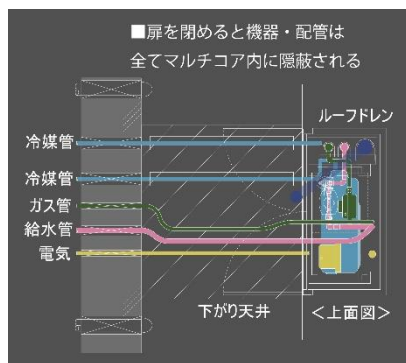 ■扉を閉めると機器・配管は
全てマルチコア内に隠蔽される
ルーフドレン
冷媒管
冷媒管
ガス管
給水管
電気
下がり天井
＜上面図＞